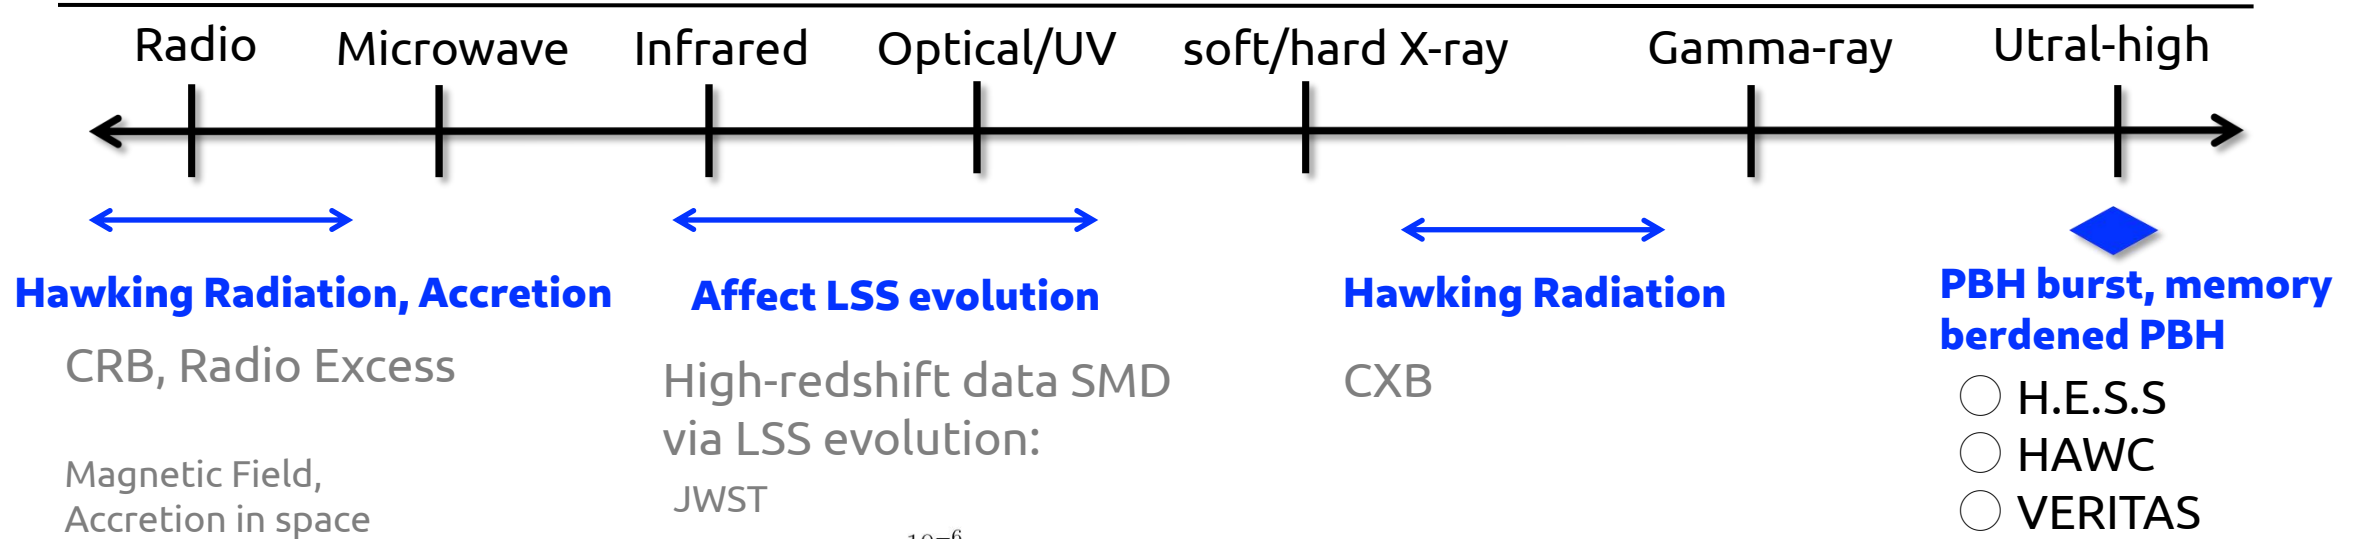 Radio
Microwave
Infrared
Optical/UV
soft/hard X-ray
Gamma-ray
Utral-high
Hawking Radiation, Accretion
Affect LSS evolution
Hawking Radiation
PBH burst, memory
berdened PBH
CRB, Radio Excess
Magnetic Field,
Accretion in space
High-redshift data SMD
via LSS evolution:
JWST
CXB
H.E.S.S
HAWC
VERITAS